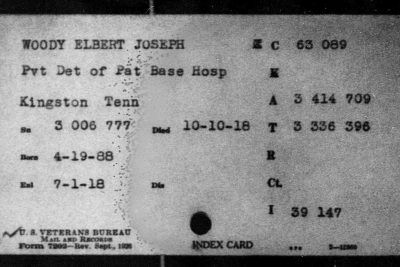 WOODY ELBERT JOSEPH C 63 089
Pvt Det of Pat Base Hosp K
Kingston Tenn A 3 414 709
Sn 3 006 777 Died 10-10-18 T 3 336 396
Born 4-19-88 R
Enl 7-1-18 Dis Ct.
I 39 147
U. S. VETERANS BUREAU
MAIL AND RECORDS
Form 7202—Rev. Sept., 1926 INDEX CARD